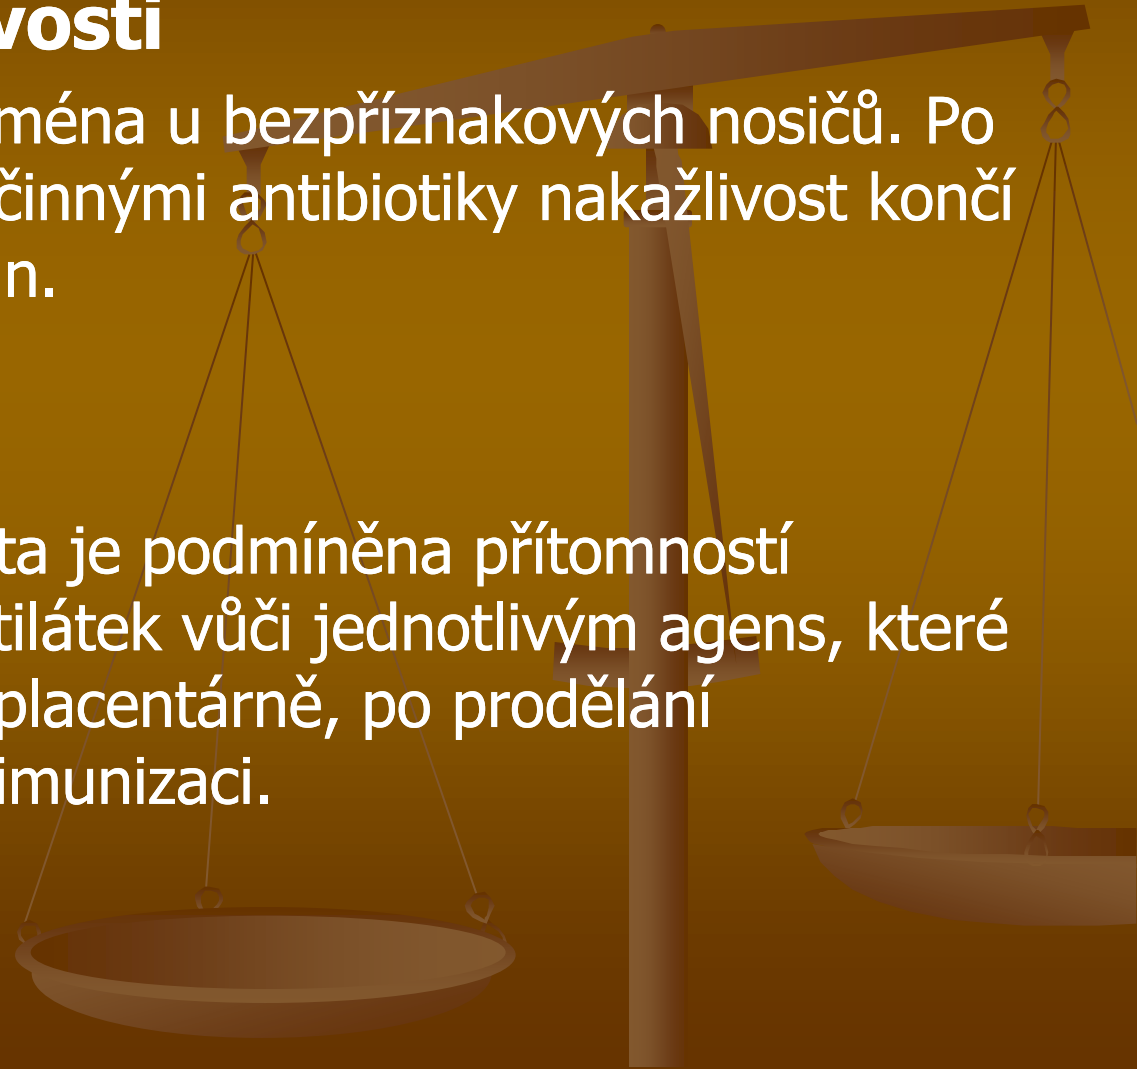 vosti
ména u bezpříznakových nosičů. Po
činnými antibiotiky nakažlivost končí
n.
ta je podmíněna přítomností
tilátek vůči jednotlivým agens, které
placentárně, po prodělání
imunizaci.